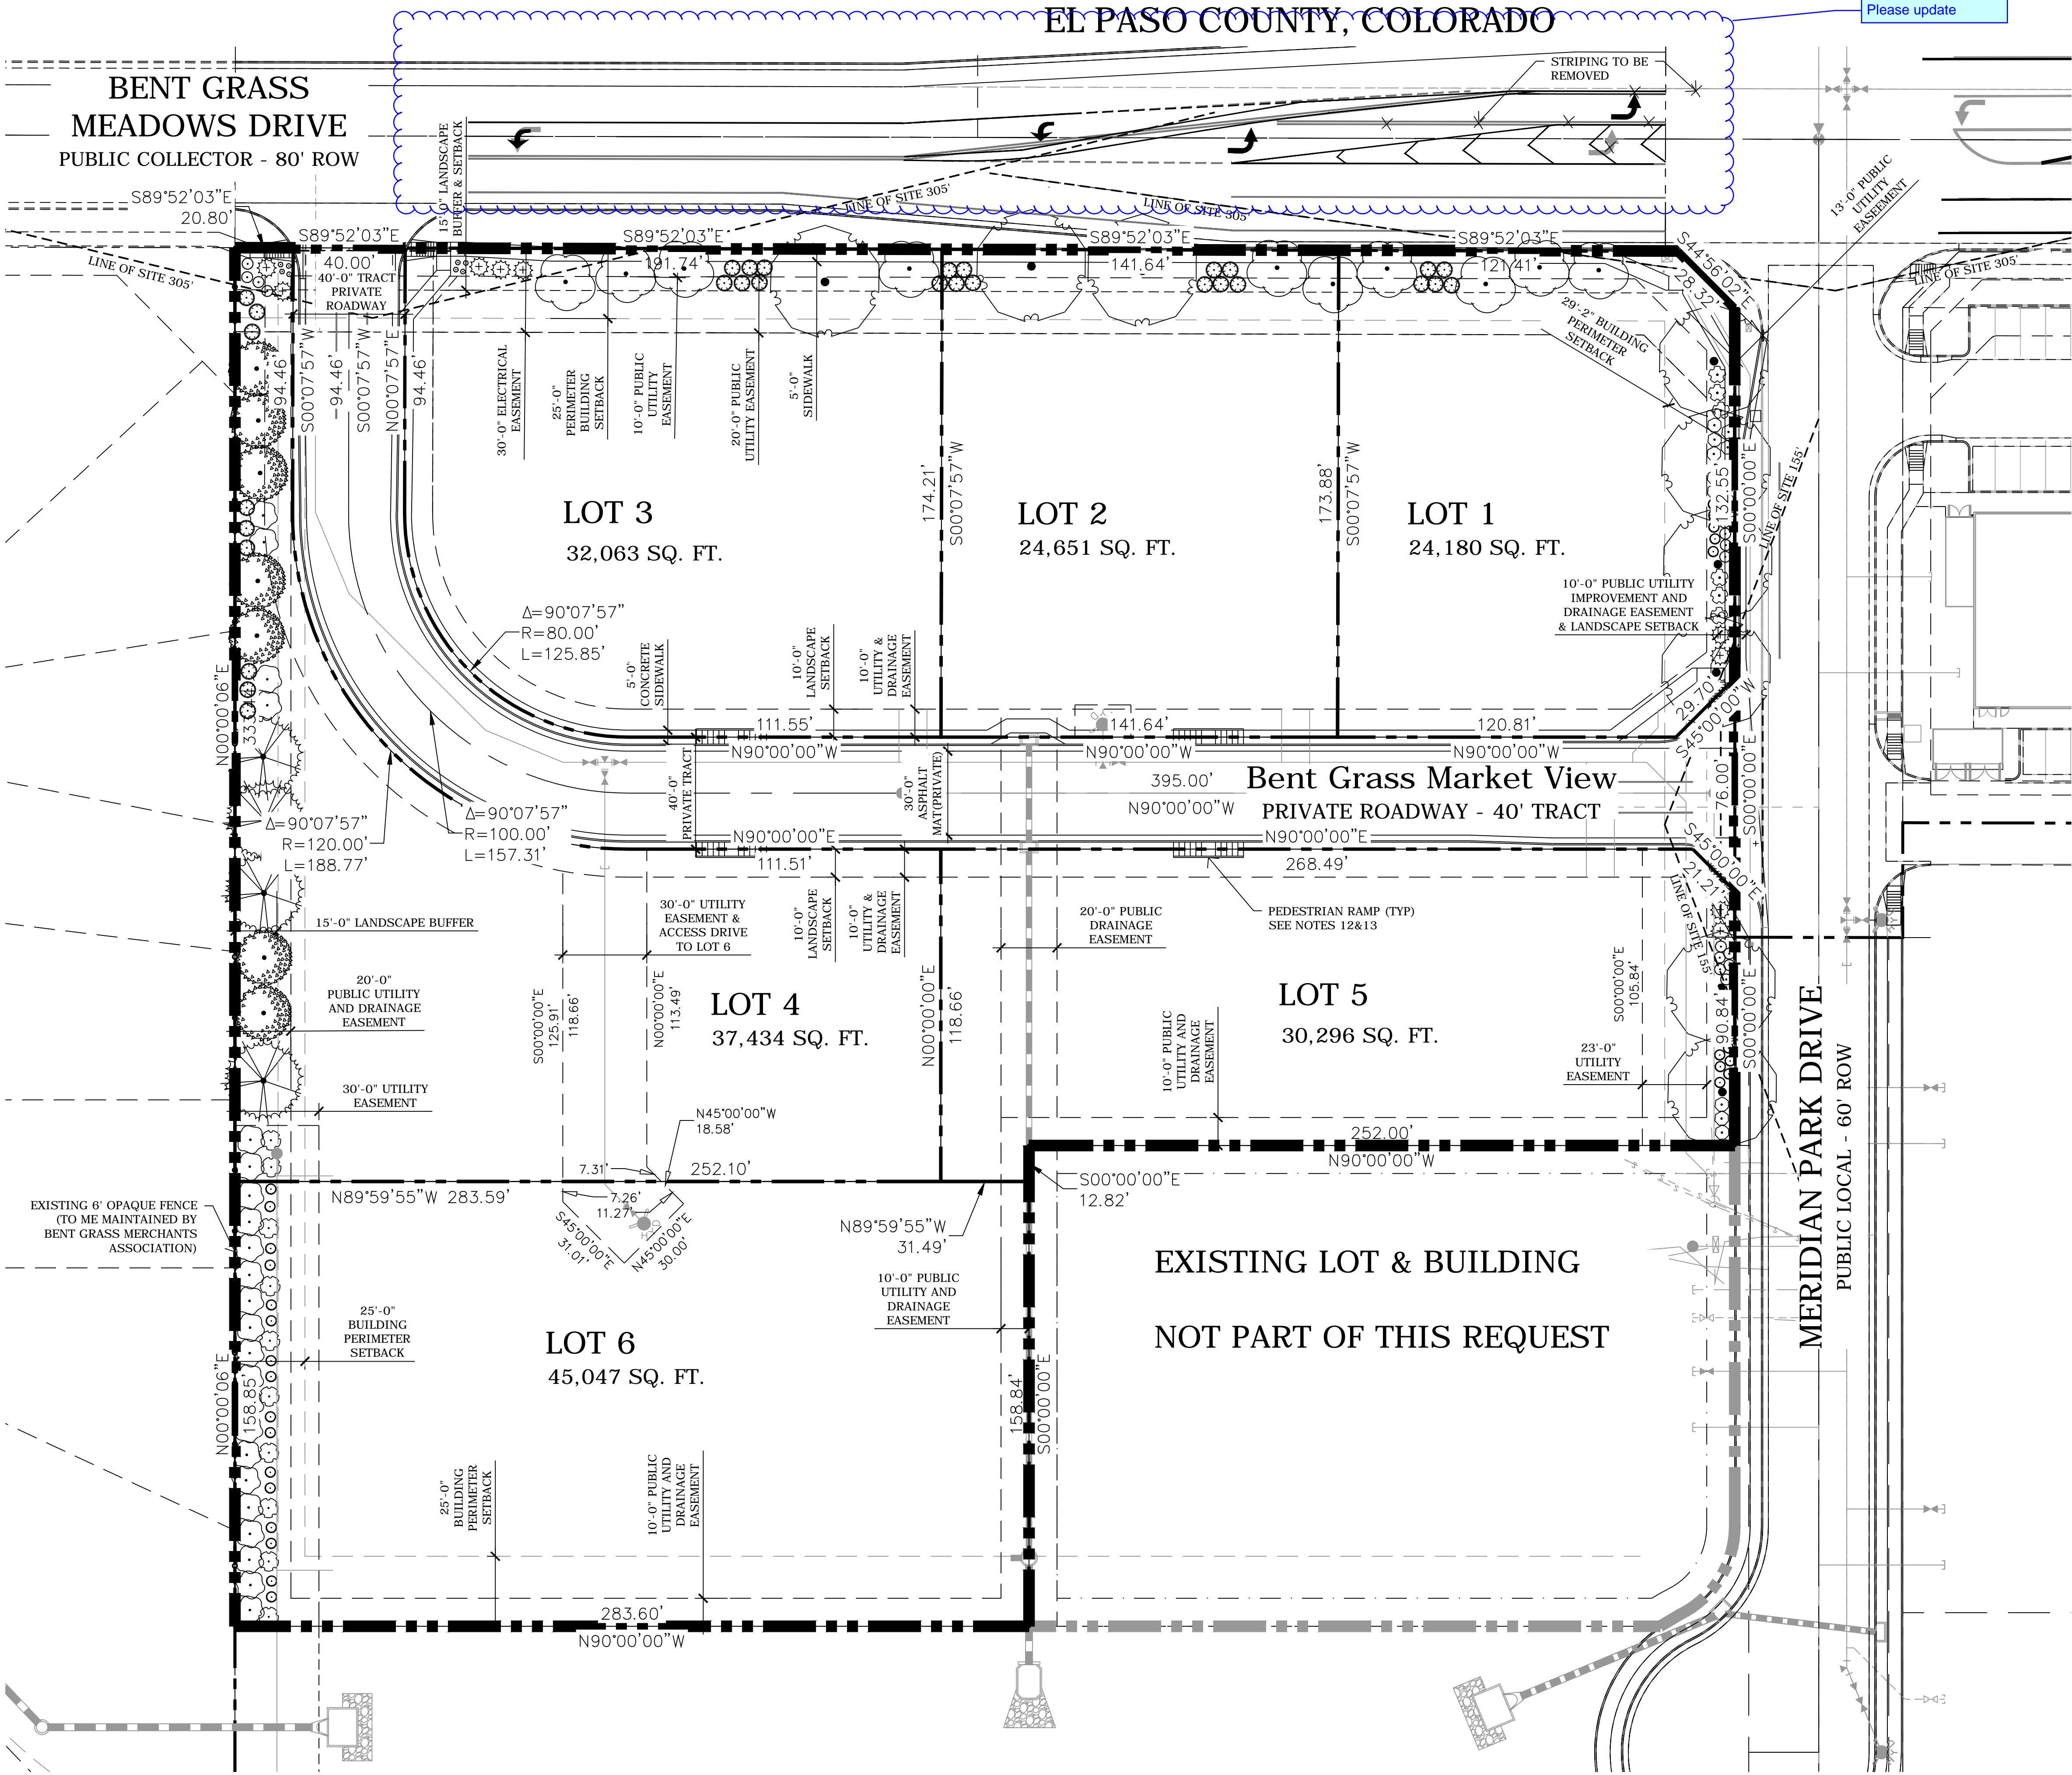 EL PASO COUNTY, COLORADO
Please update
BENT GRASS
MEADOWS DRIVE
PUBLIC COLLECTOR - 80' ROW
STRIPING TO BE
REMOVED
15'-0" LANDSCAPE
BUFFER & SETBACK
13'-0" PUBLIC
UTILITY
EASEEMENT
LINE OF SITE 305'
LINE OF SITE 305'
LINE OF SITE 305'
LINE OF SITE 305'
S89°52'03"E
20.80'
S89°52'03"E
40.00'
40'-0" TRACT
PRIVATE
ROADWAY
S89°52'03"E
191.74'
S89°52'03"E
141.64'
S89°52'03"E
121.41'
S44°56'02"E
28.32'
29'-2" BUILDING
PERIMETER
SETBACK
94.46'
S00°07'57"W
94.46'
S00°07'57"W
N00°07'57"E
94.46'
30'-0" ELECTRICAL
EASEMENT
25'-0"
PERIMETER
BUILDING
SETBACK
10'-0" PUBLIC
UTILITY
EASEMENT
20'-0" PUBLIC
UTILITY EASEMENT
5'-0"
SIDEWALK
LOT 3
32,063 SQ. FT.
174.21'
S00°07'57"W
LOT 2
24,651 SQ. FT.
173.88'
S00°07'57"W
LOT 1
24,180 SQ. FT.
132.55'
S00°00'00"E
LINE OF SITE 155'
10'-0" PUBLIC UTILITY
IMPROVEMENT AND
DRAINAGE EASEMENT
& LANDSCAPE SETBACK
Δ=90°07'57"
R=80.00'
L=125.85'
5'-0"
CONCRETE
SIDEWALK
10'-0"
LANDSCAPE
SETBACK
10'-0"
UTILITY &
DRAINAGE
EASEMENT
N00°00'06"E
111.55'
N90°00'00"W
141.64'
N90°00'00"W
120.81'
N90°00'00"W
29.70'
S45°00'00"W
40'-0"
PRIVATE TRACT
30'-0"
ASPHALT
MAT(PRIVATE)
395.00'
N90°00'00"W
Bent Grass Market View
PRIVATE ROADWAY - 40' TRACT
76.00'
S00°00'00"E
Δ=90°07'57"
R=120.00'
L=188.77'
Δ=90°07'57"
R=100.00'
L=157.31'
N90°00'00"E
111.51'
N90°00'00"E
268.49'
S45°00'00"E
21.21'
LINE OF SITE 155'
15'-0" LANDSCAPE BUFFER
30'-0" UTILITY
EASEMENT &
ACCESS DRIVE
TO LOT 6
10'-0"
LANDSCAPE
SETBACK
10'-0"
UTILITY &
DRAINAGE
EASEMENT
20'-0" PUBLIC
DRAINAGE
EASEMENT
PEDESTRIAN RAMP (TYP)
SEE NOTES 12&13
20'-0"
PUBLIC UTILITY
AND DRAINAGE
EASEMENT
S00°00'00"E
125.91'
118.66'
N00°00'00"E
113.49'
LOT 4
37,434 SQ. FT.
N00°00'00"E
118.66'
LOT 5
30,296 SQ. FT.
10'-0" PUBLIC
UTILITY AND
DRAINAGE
EASEMENT
S00°00'00"E
105.84'
23'-0"
UTILITY
EASEMENT
90.84'
S00°00'00"E
MERIDIAN PARK DRIVE
PUBLIC LOCAL - 60' ROW
30'-0" UTILITY
EASEMENT
N45°00'00"W
18.58'
7.31'
252.10'
N89°59'55"W 283.59'
7.26'
11.27'
S45°00'00"E
31.01'
N45°00'00"E
30.00'
252.00'
N90°00'00"W
S00°00'00"E
12.82'
N89°59'55"W
31.49'
EXISTING 6' OPAQUE FENCE
(TO ME MAINTAINED BY
BENT GRASS MERCHANTS
ASSOCIATION)
10'-0" PUBLIC
UTILITY AND
DRAINAGE
EASEMENT
EXISTING LOT & BUILDING
NOT PART OF THIS REQUEST
25'-0"
BUILDING
PERIMETER
SETBACK
LOT 6
45,047 SQ. FT.
N00°00'06"E
158.85'
158.84'
S00°00'00"E
25'-0"
BUILDING
PERIMETER
SETBACK
10'-0" PUBLIC
UTILITY AND
DRAINAGE
EASEMENT
283.60'
N90°00'00"W